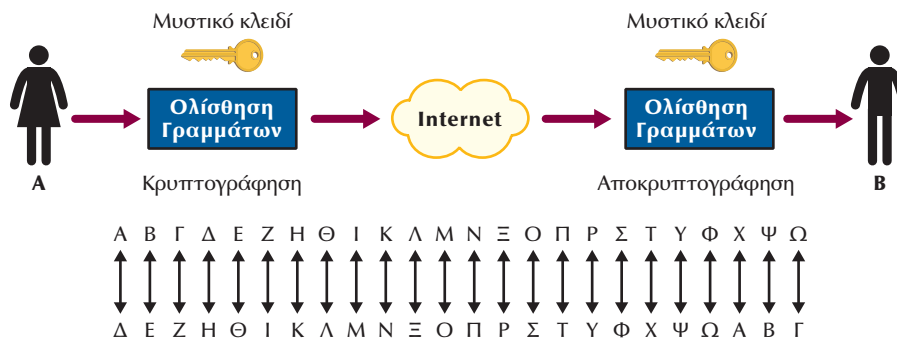 Μυστικό κλειδί Μυστικό κλειδί
Ολίσθηση Γραμμάτων Internet Ολίσθηση Γραμμάτων
Α Κρυπτογράφηση Αποκρυπτογράφηση Β
Α Β Γ Δ Ε Ζ Η Θ Ι Κ Λ Μ Ν Ξ Ο Π Ρ Σ Τ Υ Φ Χ Ψ Ω
Δ Ε Ζ Η Θ Ι Κ Λ Μ Ν Ξ Ο Π Ρ Σ Τ Υ Φ Χ Ψ Ω Α Β Γ